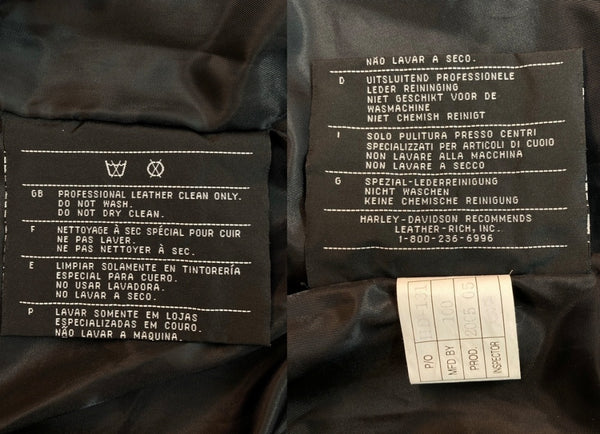 GB PROFESSIONAL LEATHER CLEAN ONLY.
DO NOT WASH.
DO NOT DRY CLEAN.
F NETTOYAGE À SEC SPÉCIAL POUR CUIR
NE PAS LAVER.
NE PAS NETTOYER À SEC.
E LIMPIAR SOLAMENTE EN TINTORERÍA
ESPECIAL PARA CUERO.
NO USAR LAVADORA.
NO LAVAR A SECO.
P LAVAR SOMENTE EM LOJAS
ESPECIALIZADAS EM COURO.
NÃO LAVAR A MAQUINA.
NÃO LAVAR A SECO.
D UITSLUITEND PROFESSIONELE
LEDER REININGING
NIET GESCHIKT VOOR DE
WASMACHINE
NIET CHEMISH REINIGT
I SOLO PULITURA PRESSO CENTRI
SPECIALIZZATI PER ARTICOLI DI CUOIO
NON LAVARE ALLA MACCHINA
NON LAVARE A SECCO
G SPEZIAL-LEDERREINIGUNG
NICHT WASCHEN
KEINE CHEMISCHE REINIGUNG
HARLEY-DAVIDSON RECOMMENDS
LEATHER-RICH, INC.
1-800-236-6996
P/O
MFD BY 100
PROD. 2005.05
INSPECTOR